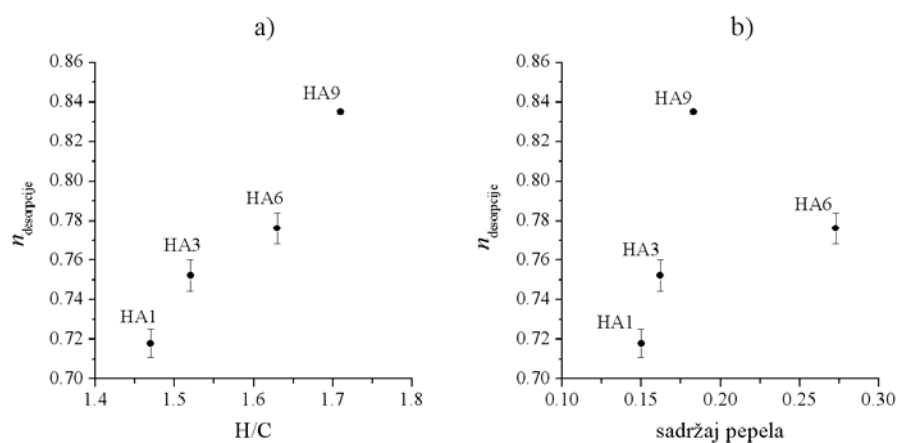 a)
0.86
0.84
0.82
0.80
0.78
0.76
0.74
0.72
0.70
n desorpcije
HA9
HA6
HA3
HA1
1.4 1.5 1.6 1.7 1.8
H/C
b)
0.86
0.84
0.82
0.80
0.78
0.76
0.74
0.72
0.70
n desorpcije
HA9
HA6
HA3
HA1
0.10 0.15 0.20 0.25 0.30
sadržaj pepela